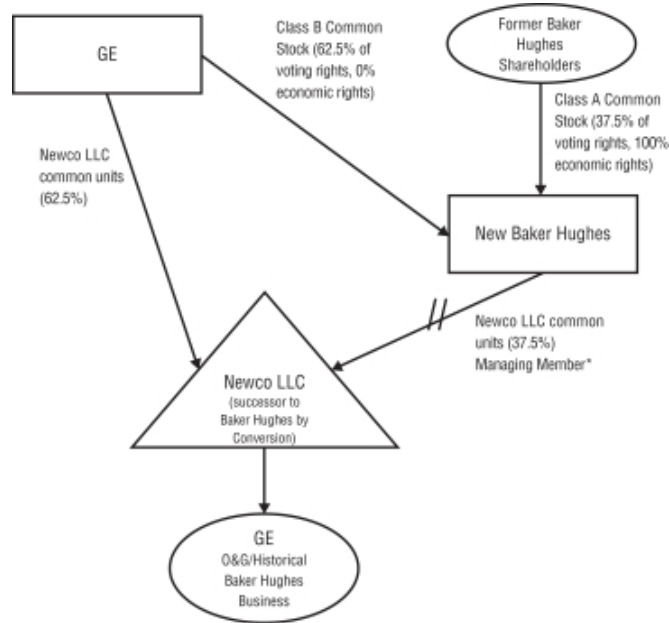 GE
Class B Common
Stock (62.5% of
voting rights, 0%
economic rights)
Former Baker
Hughes
Shareholders
Class A Common
Stock (37.5% of
voting rights, 100%
economic rights)
Newco LLC
common units
(62.5%)
New Baker Hughes
Newco LLC common
units (37.5%)
Managing Member*
Newco LLC
(successor to
Baker Hughes by
Conversion)
GE
O&G/Historical
Baker Hughes
Business